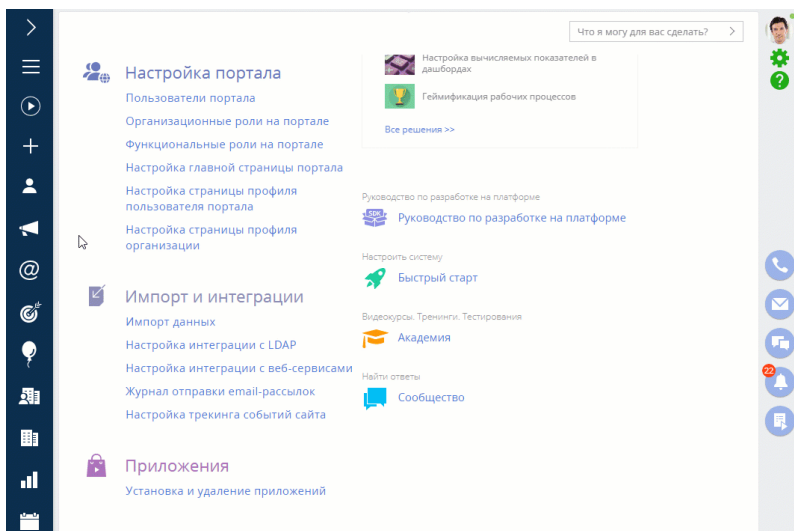 Что я могу для вас сделать?
Настройка портала
Пользователи портала
Организационные роли на портале
Функциональные роли на портале
Настройка главной страницы портала
Настройка страницы профиля
пользователя портала
Настройка страницы профиля
организации
Импорт и интеграции
Импорт данных
Настройка интеграции с LDAP
Настройка интеграции с веб-сервисами
Журнал отправки email-рассылок
Настройка трекинга событий сайта
Приложения
Установка и удаление приложений
Настройка вычисляемых показателей в
дашбордах
Геймификация рабочих процессов
Все решения >>
Руководство по разработке на платформе
SDK
Руководство по разработке на платформе
Настроить систему
Быстрый старт
Видеокурсы. Тренинги. Тестирования
Академия
Найти ответы
Сообщество
22